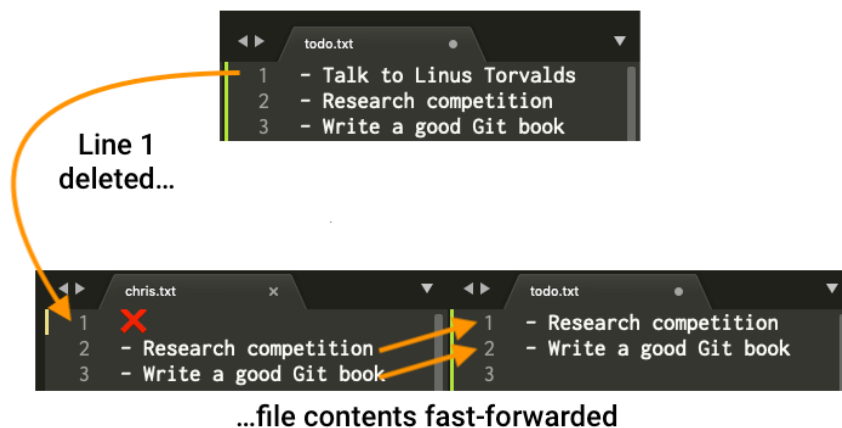 todo.txt
1 - Talk to Linus Torvalds
2 - Research competition
3 - Write a good Git book
Line 1
deleted…
chris.txt
1
2 - Research competition
3 - Write a good Git book
todo.txt
1 - Research competition
2 - Write a good Git book
3
…file contents fast-forwarded